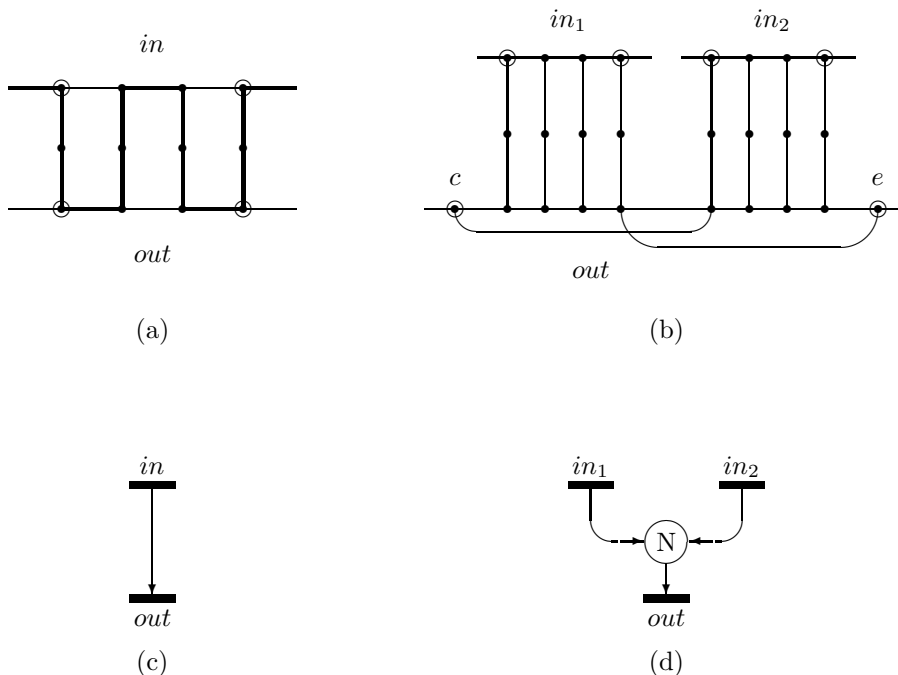 in
out
(a)
in₁ in₂
c e
out
(b)
in
out
(c)
in₁ in₂
N
out
(d)